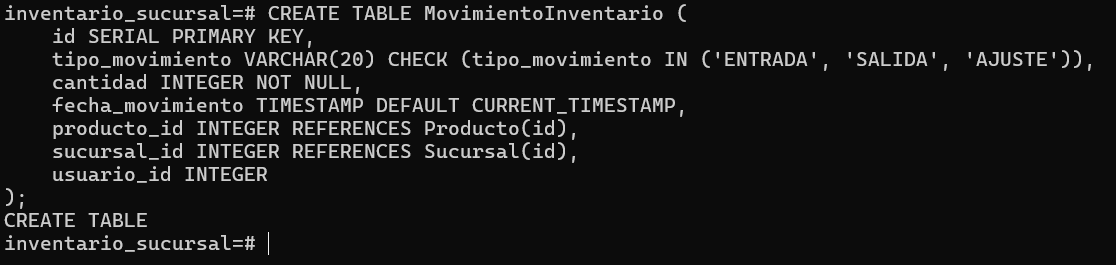 inventario_sucursal=# CREATE TABLE MovimientoInventario (
    id SERIAL PRIMARY KEY,
    tipo_movimiento VARCHAR(20) CHECK (tipo_movimiento IN ('ENTRADA', 'SALIDA', 'AJUSTE')),
    cantidad INTEGER NOT NULL,
    fecha_movimiento TIMESTAMP DEFAULT CURRENT_TIMESTAMP,
    producto_id INTEGER REFERENCES Producto(id),
    sucursal_id INTEGER REFERENCES Sucursal(id),
    usuario_id INTEGER
);
CREATE TABLE
inventario_sucursal=#